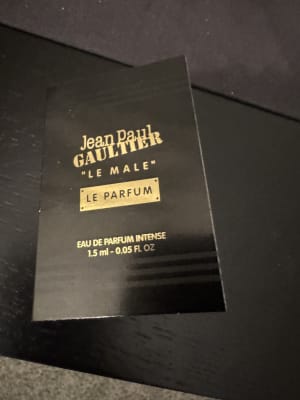 Jean Paul
GAULTIER
"LE MALE"
LE PARFUM
EAU DE PARFUM INTENSE
1.5 ml - 0.05 FL OZ